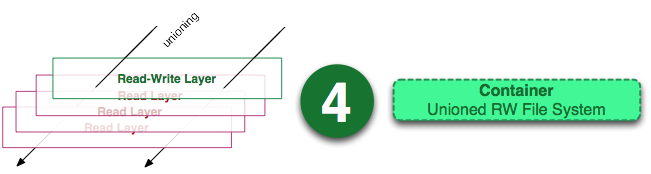 unioning
Read-Write Layer
Read Layer
Read Layer
Read Layer
4
Container
Unioned RW File System